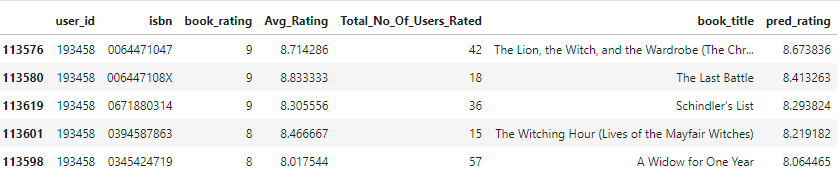 user_id isbn book_rating Avg_Rating Total_No_Of_Users_Rated book_title pred_rating
113576 193458 0064471047 9 8.714286 42 The Lion, the Witch, and the Wardrobe (The Chr... 8.673836
113580 193458 006447108X 9 8.833333 18 The Last Battle 8.413263
113619 193458 0671880314 9 8.305556 36 Schindler's List 8.293824
113601 193458 0394587863 8 8.466667 15 The Witching Hour (Lives of the Mayfair Witches) 8.219182
113598 193458 0345424719 8 8.017544 57 A Widow for One Year 8.064465